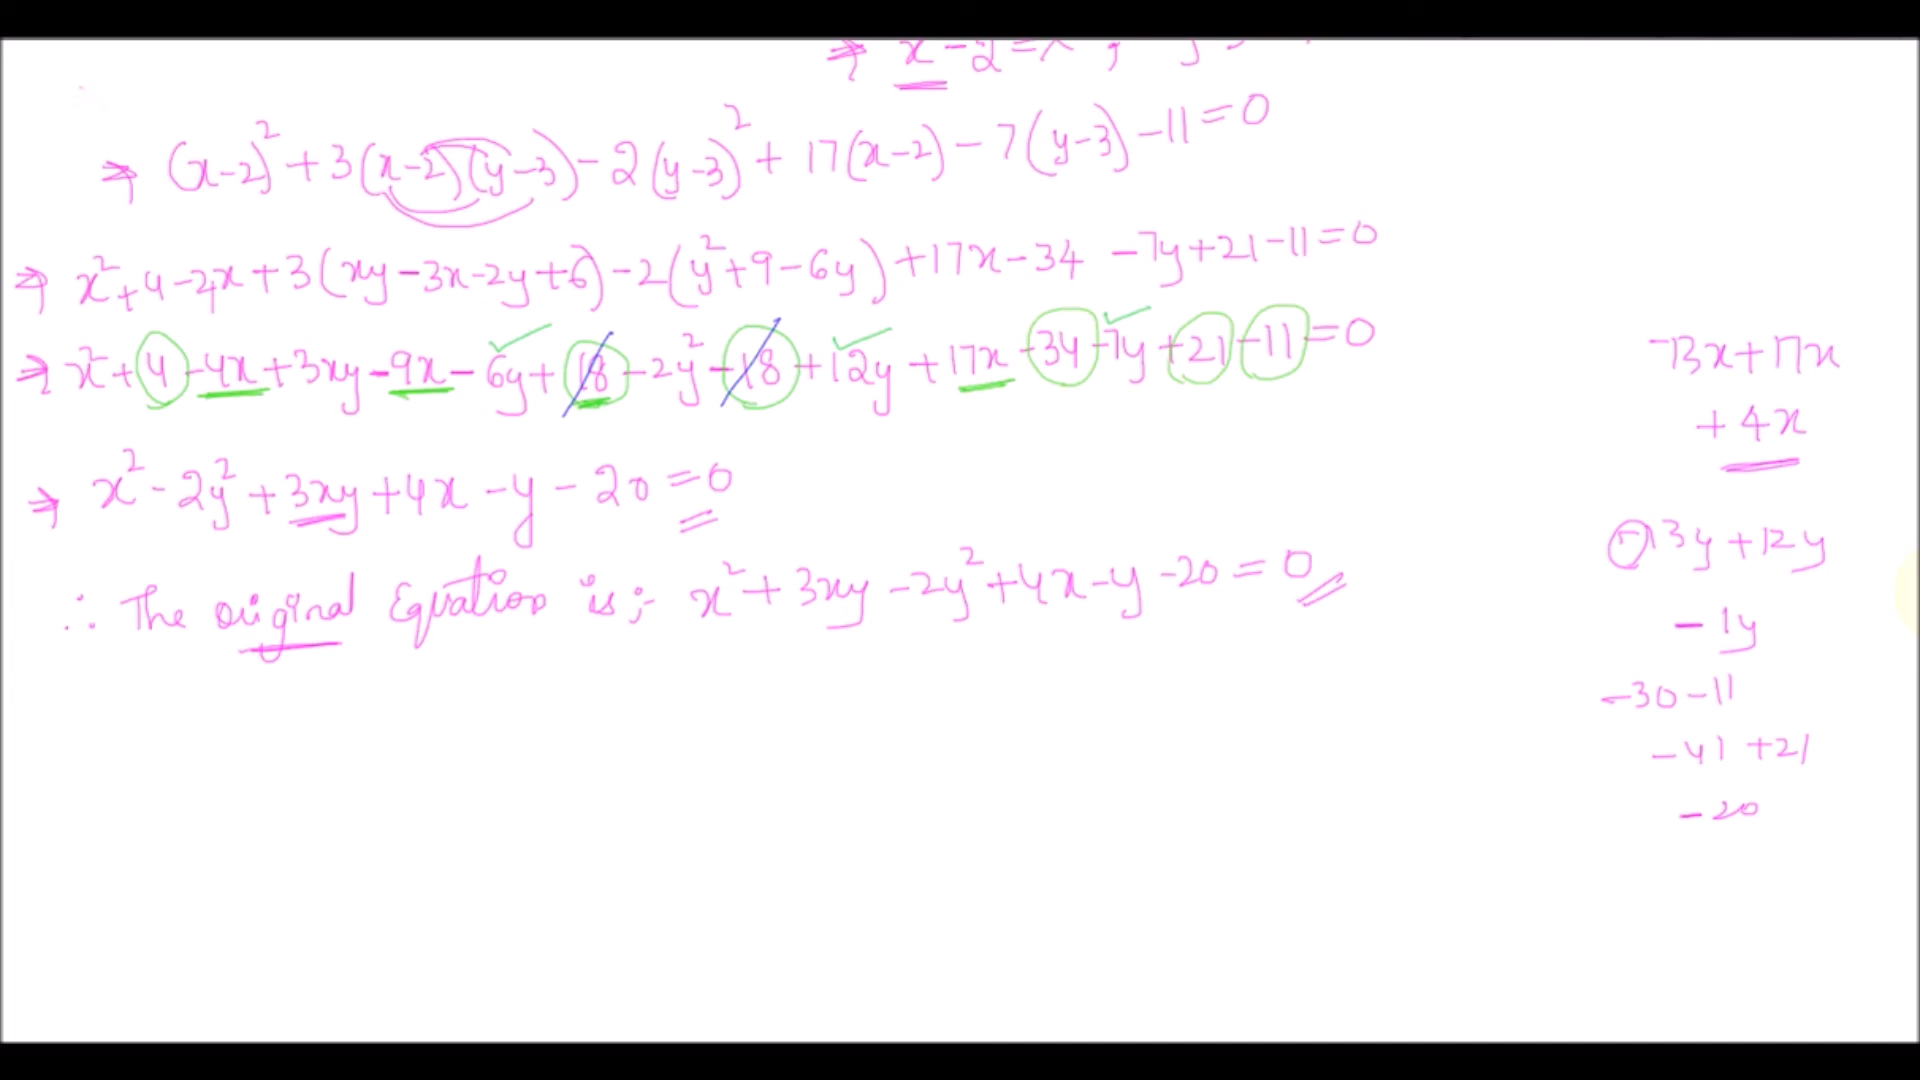 ⇒ x-2=X ,
⇒ (x-2)² + 3(x-2)(y-3) - 2(y-3)² + 17(x-2) - 7(y-3) - 11 = 0
⇒ x²+4-4x+3(xy-3x-2y+6)-2(y²+9-6y)+17x-34 -7y+21-11=0
⇒ x²+4-4x+3xy-9x-6y+18-2y²-18+12y+17x-34-7y+21-11=0
⇒ x²-2y²+3xy+4x-y-20=0
∴ The original Equation is;- x²+3xy-2y²+4x-y-20=0
-13x+17x
+4x
-13y+12y
-1y
-30-11
-41+21
-20